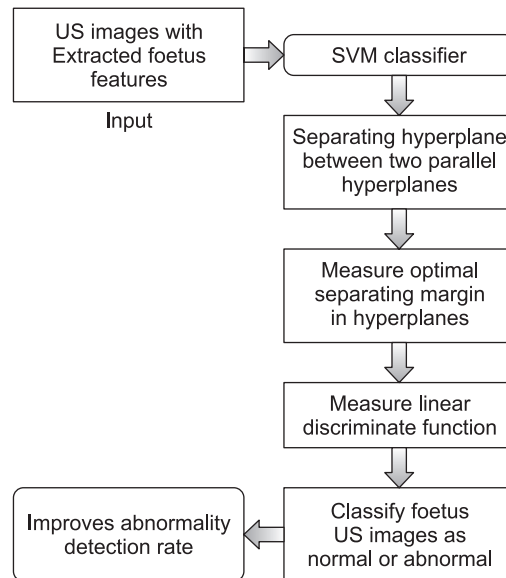 US images with
Extracted foetus
features
Input
SVM classifier
Separating hyperplane
between two parallel
hyperplanes
Measure optimal
separating margin
in hyperplanes
Measure linear
discriminate function
Classify foetus
US images as
normal or abnormal
Improves abnormality
detection rate